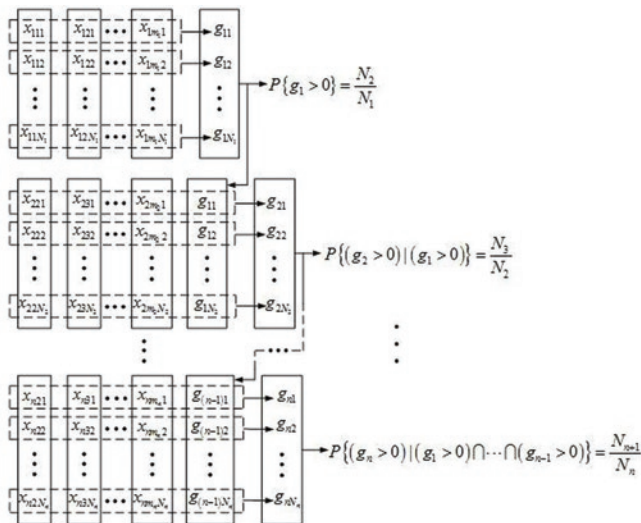 x₁₁₁ x₁₂₁ ••• x₁ₘ₁₁ g₁₁
x₁₁₂ x₁₂₂ ••• x₁ₘ₁₂ g₁₂
P{g₁ > 0} = N₂/N₁
x₁₁N₁ x₁₂N₁ ••• x₁ₘ₁N₁ g₁N₁
x₂₂₁ x₂₃₁ ••• x₂ₘ₂₁ g₁₁ g₂₁
x₂₂₂ x₂₃₂ ••• x₂ₘ₂₂ g₁₂ g₂₂
P{(g₂ > 0) | (g₁ > 0)} = N₃/N₂
x₂₂N₂ x₂₃N₂ ••• x₂ₘ₂N₂ g₁N₂ g₂N₂
xₙ₂₁ xₙ₃₁ ••• xₙₘₙ₁ g₍ₙ₋₁₎₁ gₙ₁
xₙ₂₂ xₙ₃₂ ••• xₙₘₙ₂ g₍ₙ₋₁₎₂ gₙ₂
P{(gₙ > 0) | (g₁ > 0)∩⋯∩(gₙ₋₁ > 0)} = Nₙ₊₁/Nₙ
xₙ₂Nₙ xₙ₃Nₙ ••• xₙₘₙNₙ g₍ₙ₋₁₎Nₙ gₙNₙ